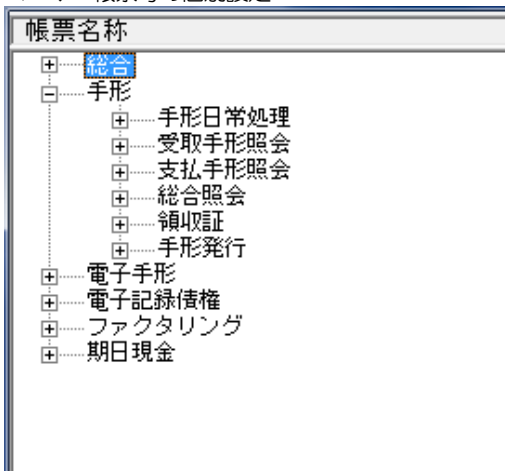 帳票名称
総合
手形
手形日常処理
受取手形照会
支払手形照会
総合照会
領収証
手形発行
電子手形
電子記録債権
ファクタリング
期日現金